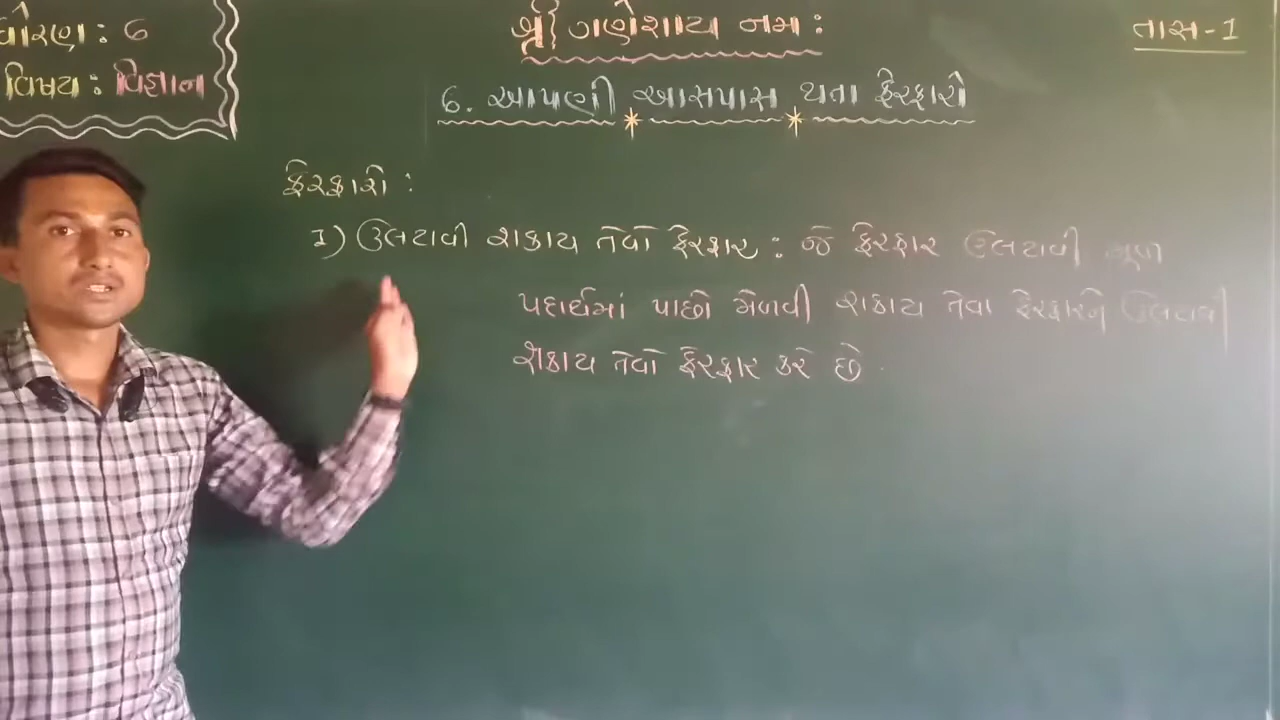 ધોરણ : 6
વિષય : વિજ્ઞાન
શ્રી ગણેશાય નમઃ
તાસ-1
6. આપણી આસપાસ થતા ફેરફારો
ફેરફારો :
1) ઉલટાવી શકાય તેવો ફેરફાર : જે ફેરફાર ઉલટાવી મૂળ
પદાર્થમાં પાછો મેળવી શકાય તેવા ફેરફારને ઉલટાવી
શકાય તેવો ફેરફાર કરે છે.